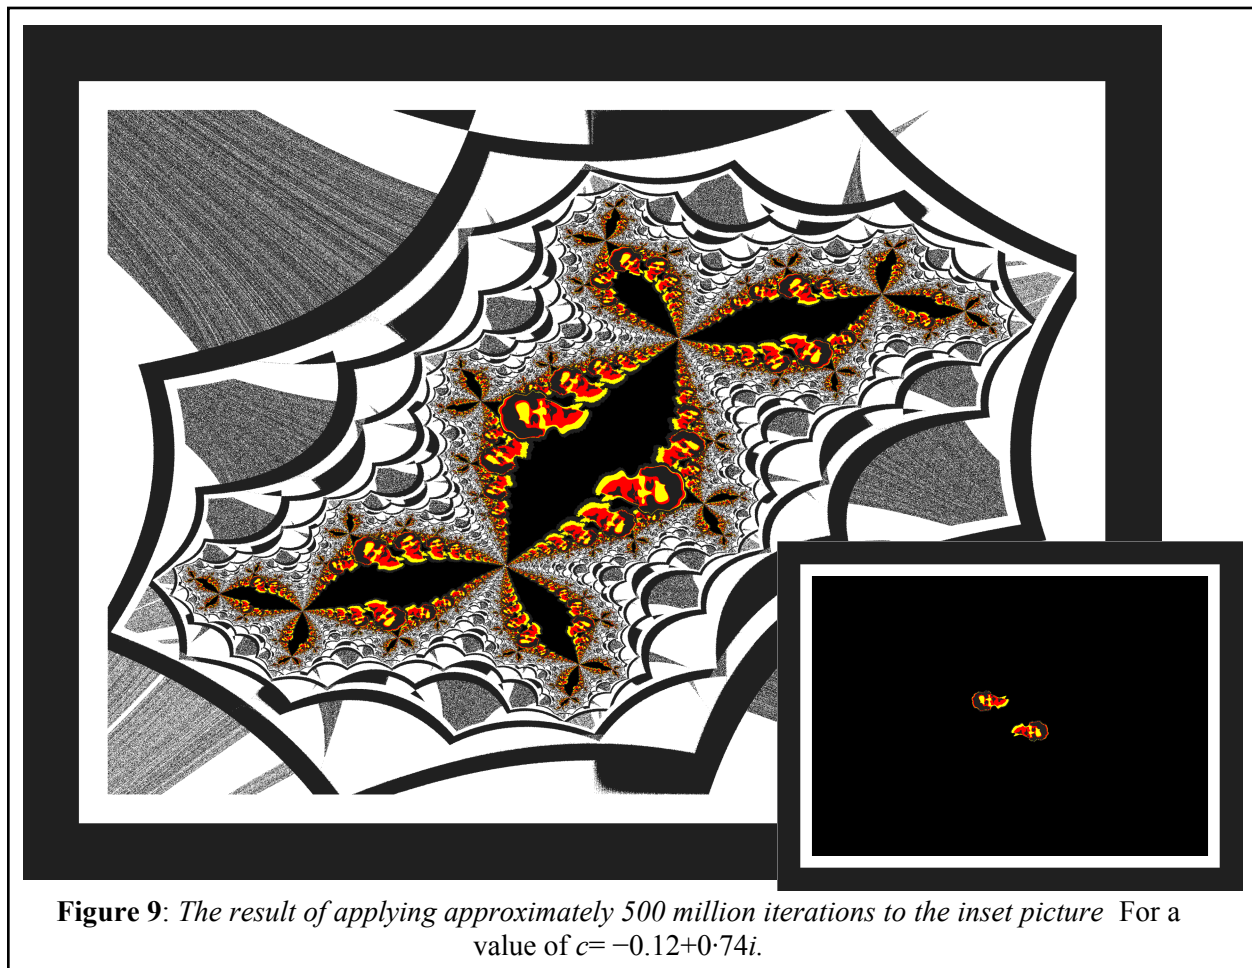 Figure 9: The result of applying approximately 500 million iterations to the inset picture For a
value of c= −0.12+0·74i.